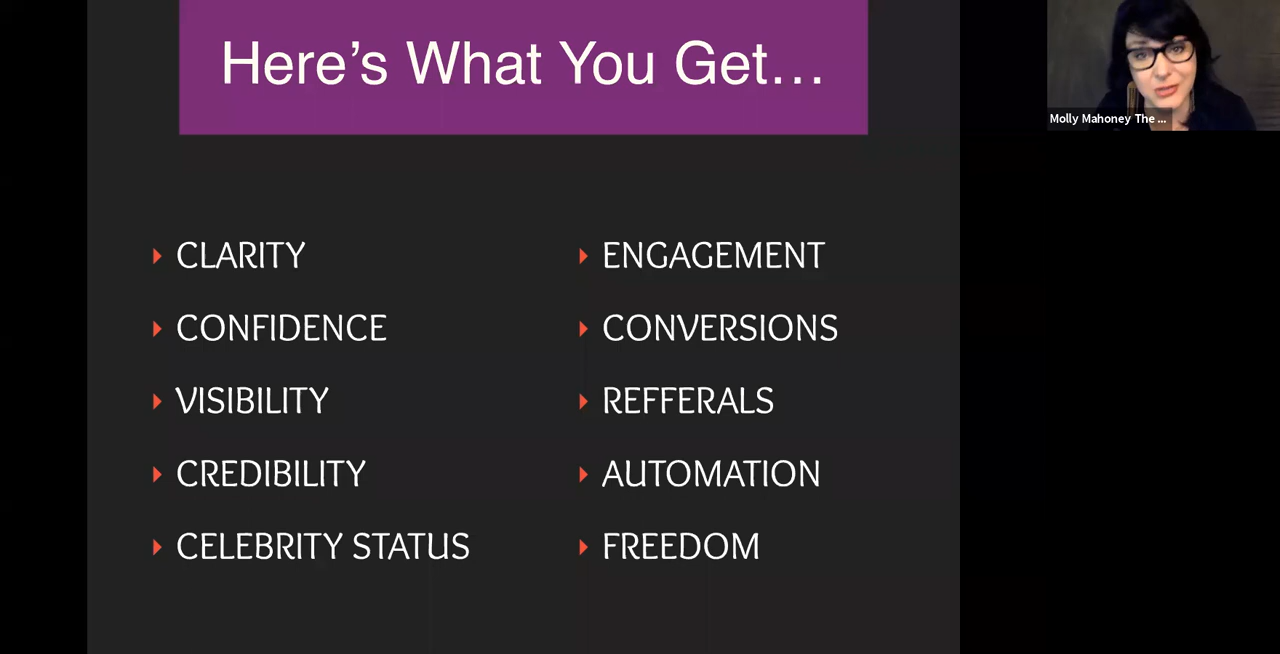 Here’s What You Get…
Molly Mahoney The ...
CLARITY
CONFIDENCE
VISIBILITY
CREDIBILITY
CELEBRITY STATUS
ENGAGEMENT
CONVERSIONS
REFFERALS
AUTOMATION
FREEDOM